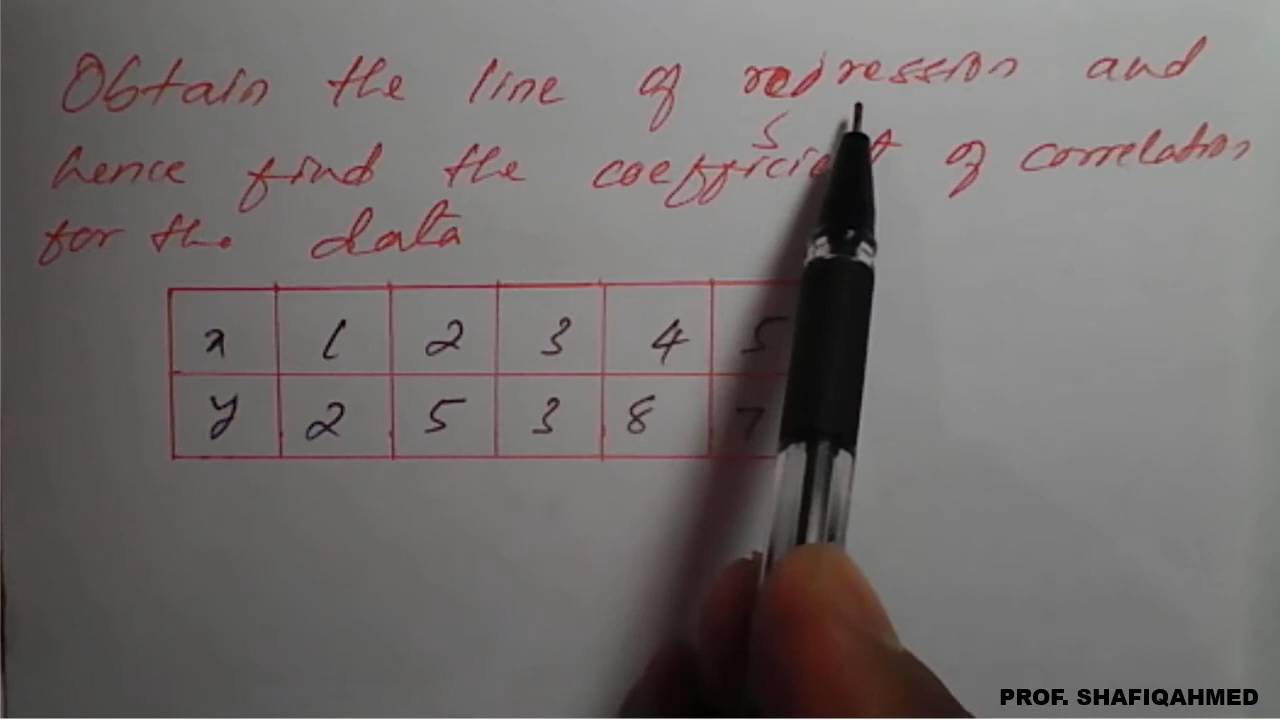 Obtain the line of redression and
hence find the coefficient of correlation
for the data
x 1 2 3 4 5
y 2 5 3 8 7
PROF. SHAFIQAHMED